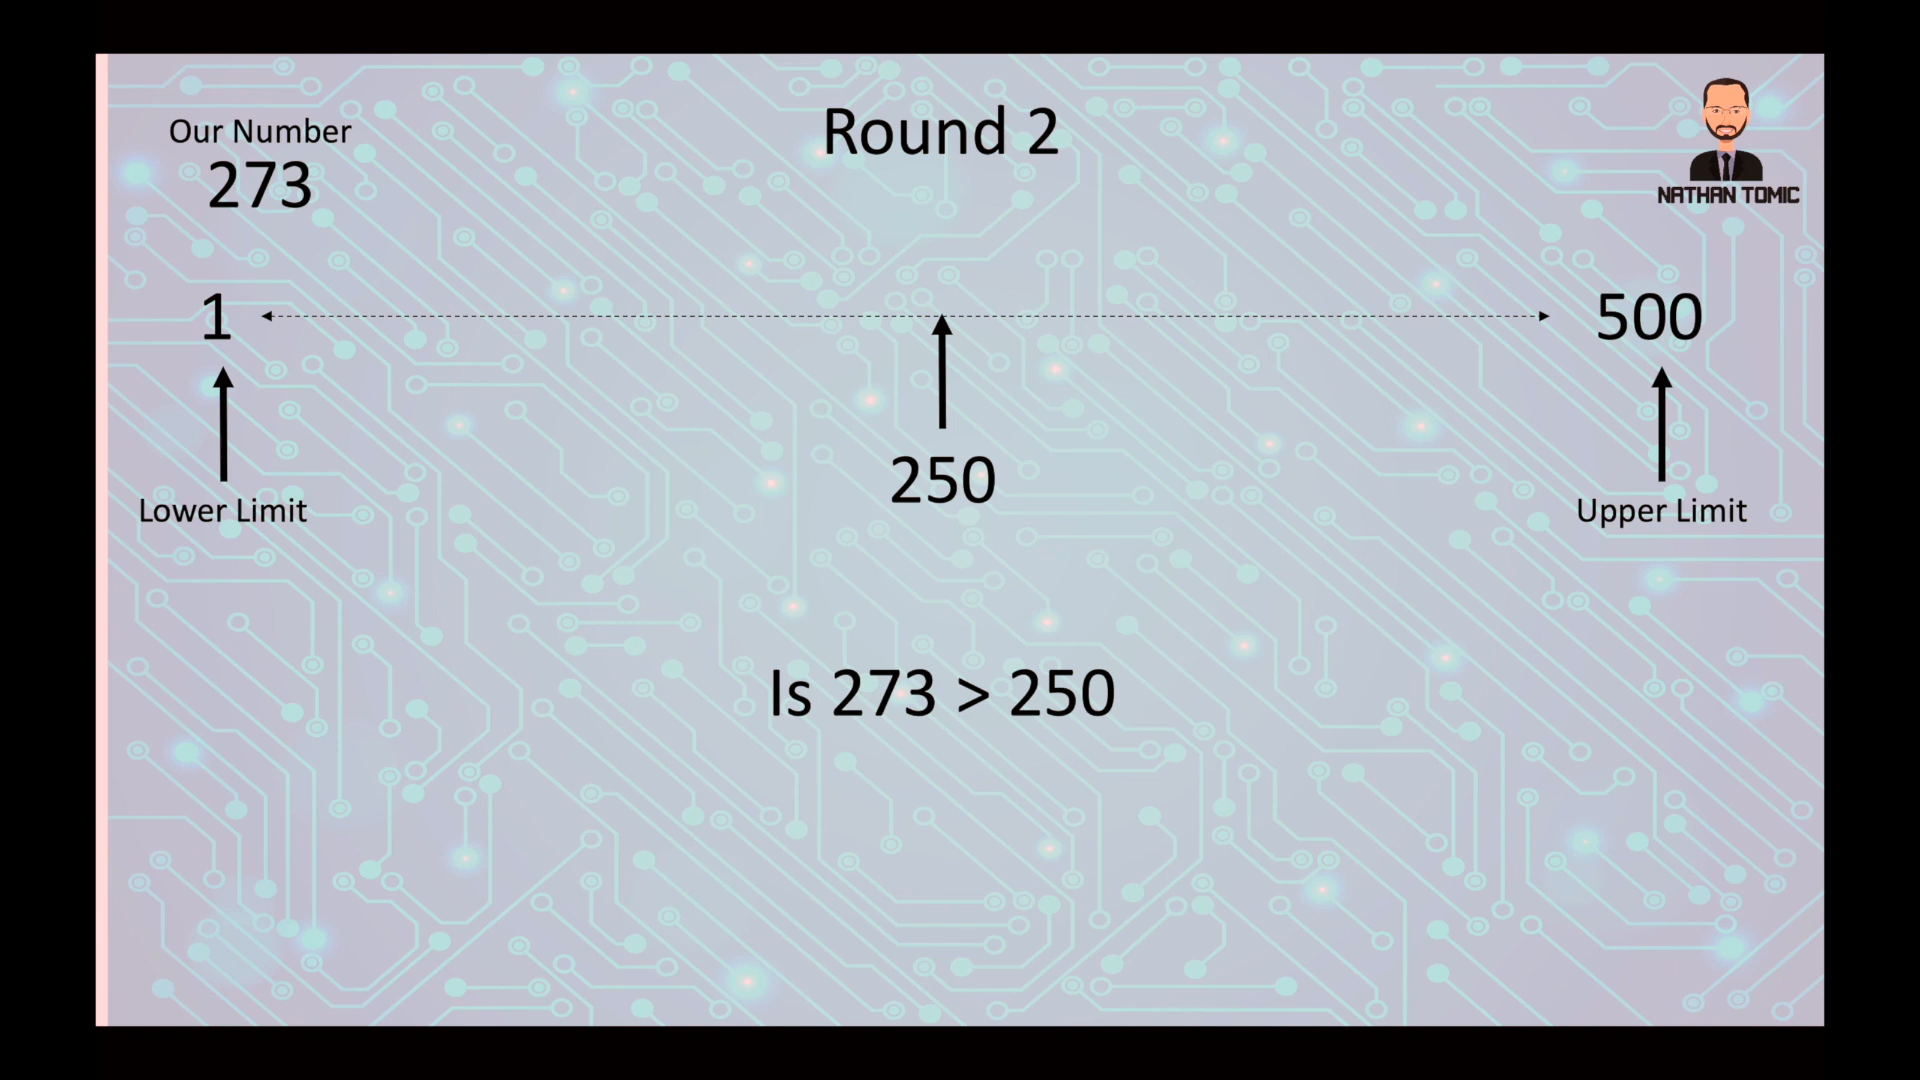 Our Number
273
Round 2
NATHAN TOMIC
1
500
250
Lower Limit
Upper Limit
Is 273 > 250